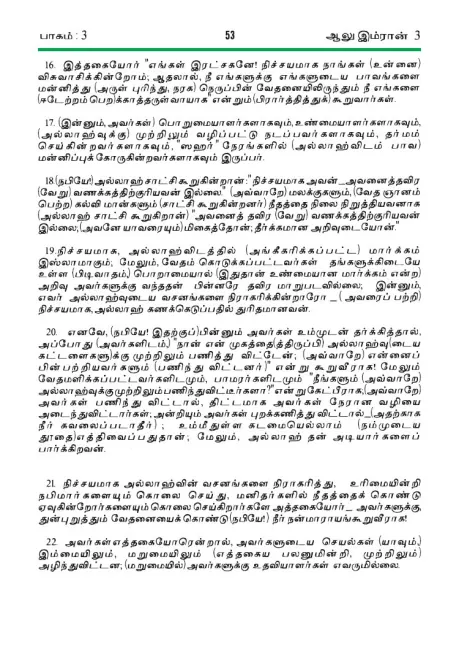 பாகம் : 3 53 ஆலு இம்ரான் 3
16. இத்தகையோர் "எங்கள் இரட்சகனே! நிச்சயமாக நாங்கள் (உன்னை)
விசுவாசிக்கின்றோம்; ஆதலால், நீ எங்களுக்கு எங்களுடைய பாவங்களை
மன்னித்து (அருள் புரிந்து, நரக) நெருப்பின் வேதனையிலிருந்தும் நீ எங்களை
(ஈடேற்றம் பெற)க்காத்தருள்வாயாக" என்றும் (பிரார்த்தித்துக்) கூறுவார்கள்.
17. (இன்னும், அவர்கள்) பொறுமையாளர்களாகவும், உண்மையாளர்களாகவும்,
(அல்லாஹ்வுக்கு) முற்றிலும் வழிப்பட்டு நடப்பவர்களாகவும், தர்மம்
செய்கின்றவர்களாகவும், "ஸஹர்" நேரங்களில் (அல்லாஹ்விடம் பாவ)
மன்னிப்புக்கோருகின்றவர்களாகவும் இருப்பர்.
18.(நபியே!) அல்லாஹ் சாட்சி கூறுகின்றான்: "நிச்சயமாக அவன்_ அவனைத்தவிர
(வேறு) வணக்கத்திற்குரியவன் இல்லை." (அவ்வாறே) மலக்குகளும், (வேத ஞானம்
பெற்ற) கல்விமான்களும் (சாட்சி கூறுகின்றனர்) நீதத்தை நிலை நிறுத்தியவனாக
(அல்லாஹ் சாட்சி கூறுகின்றான்) "அவனைத் தவிர (வேறு) வணக்கத்திற்குரியவன்
இல்லை; (அவனே யாவரையும்) மிகைத்தோன்; தீர்க்கமான அறிவுடையோன்."
19.நிச்சயமாக, அல்லாஹ்விடத்தில் (அங்கீகரிக்கப்பட்ட) மார்க்கம்
இஸ்லாமாகும், மேலும், வேதம் கொடுக்கப்பட்டவர்கள் தங்களுக்கிடையே
உள்ள (பிடிவாதம்,) பொறாமையால் (இதுதான் உண்மையான மார்க்கம் என்ற)
அறிவு அவர்களுக்கு வந்ததன் பின்னரே தவிர மாறுபடவில்லை; இன்னும்,
எவர் அல்லாஹ்வுடைய வசனங்களை நிராகரிக்கின்றாரோ _ (அவரைப் பற்றி)
நிச்சயமாக, அல்லாஹ் கணக்கெடுப்பதில் துரிதமானவன்.
20. எனவே, (நபியே! இதற்குப்)பின்னும் அவர்கள் உம்முடன் தர்க்கித்தால்,
அப்போது (அவர்களிடம்,) "நான் என் முகத்தை(த்திருப்பி) அல்லாஹ்வு(டைய
கட்டளைகளு)க்கு முற்றிலும் பணிந்து விட்டேன்; (அவ்வாறே) என்னைப்
பின்பற்றியவர்களும் (பணிந்து விட்டனர்)" என்று கூறுவீராக! மேலும்
வேதமளிக்கப்பட்டவர்களிடமும், பாமரர்களிடமும் "நீங்களும் (அவ்வாறே)
அல்லாஹ்வுக்கு முற்றிலும் பணிந்துவிட்டீர்களா?" என்று கேட்பீராக; (அவ்வாறே)
அவர்கள் பணிந்து விட்டால், திட்டமாக அவர்கள் நேரான வழியை
அடைந்துவிட்டார்கள்; அன்றியும் அவர்கள் புறக்கணித்து விட்டால்_ (அதற்காக
நீர் கவலைப்படாதீர்) ; உம்மீதுள்ள கடமையெல்லாம் (நம்முடைய
தூதை)எத்திவைப்பதுதான்; மேலும், அல்லாஹ் தன் அடியார்களைப்
பார்க்கிறவன்.
21. நிச்சயமாக அல்லாஹ்வின் வசனங்களை நிராகரித்து, உரிமையின்றி
நபிமார்களையும் கொலை செய்து, மனிதர்களில் நீதத்தைக் கொண்டு
ஏவுகின்றோர்களையும் கொலை செய்கிறார்களே அத்தகையோர் _ அவர்களுக்கு,
துன்புறுத்தும் வேதனையைக் கொண்டு (நபியே!) நீர் நன்மாராயங்கூறுவீராக!
22. அவர்கள் எத்தகையோரென்றால், அவர்களுடைய செயல்கள் (யாவும்,)
இம்மையிலும், மறுமையிலும் (எத்தகைய பலனுமின்றி, முற்றிலும்)
அழிந்துவிட்டன; (மறுமையில்) அவர்களுக்கு உதவியாளர்கள் எவருமில்லை.